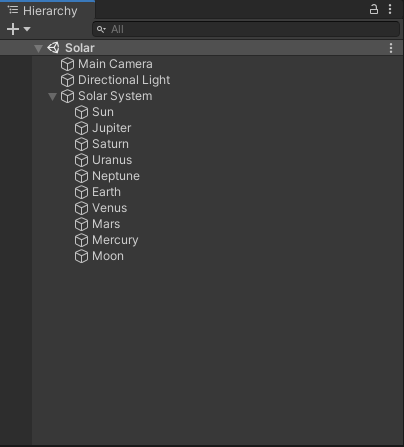 Hierarchy
All
Solar
Main Camera
Directional Light
Solar System
Sun
Jupiter
Saturn
Uranus
Neptune
Earth
Venus
Mars
Mercury
Moon